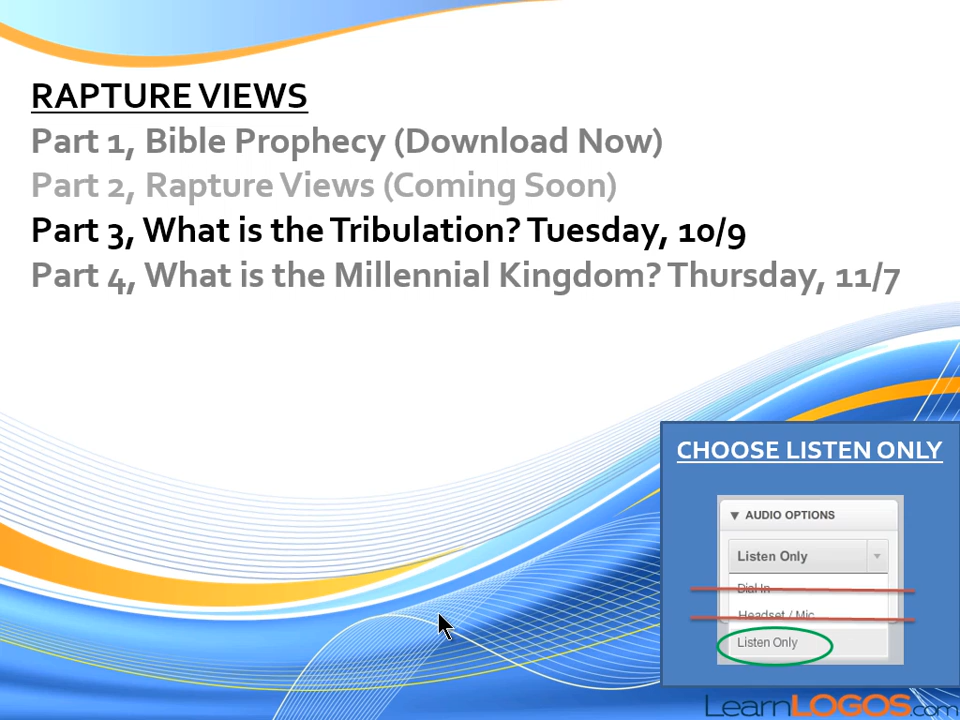 RAPTURE VIEWS
Part 1, Bible Prophecy (Download Now)
Part 2, Rapture Views (Coming Soon)
Part 3, What is the Tribulation? Tuesday, 10/9
Part 4, What is the Millennial Kingdom? Thursday, 11/7
CHOOSE LISTEN ONLY
▼ AUDIO OPTIONS
Listen Only
Dial In
Headset / Mic
Listen Only
LearnLOGOS.com